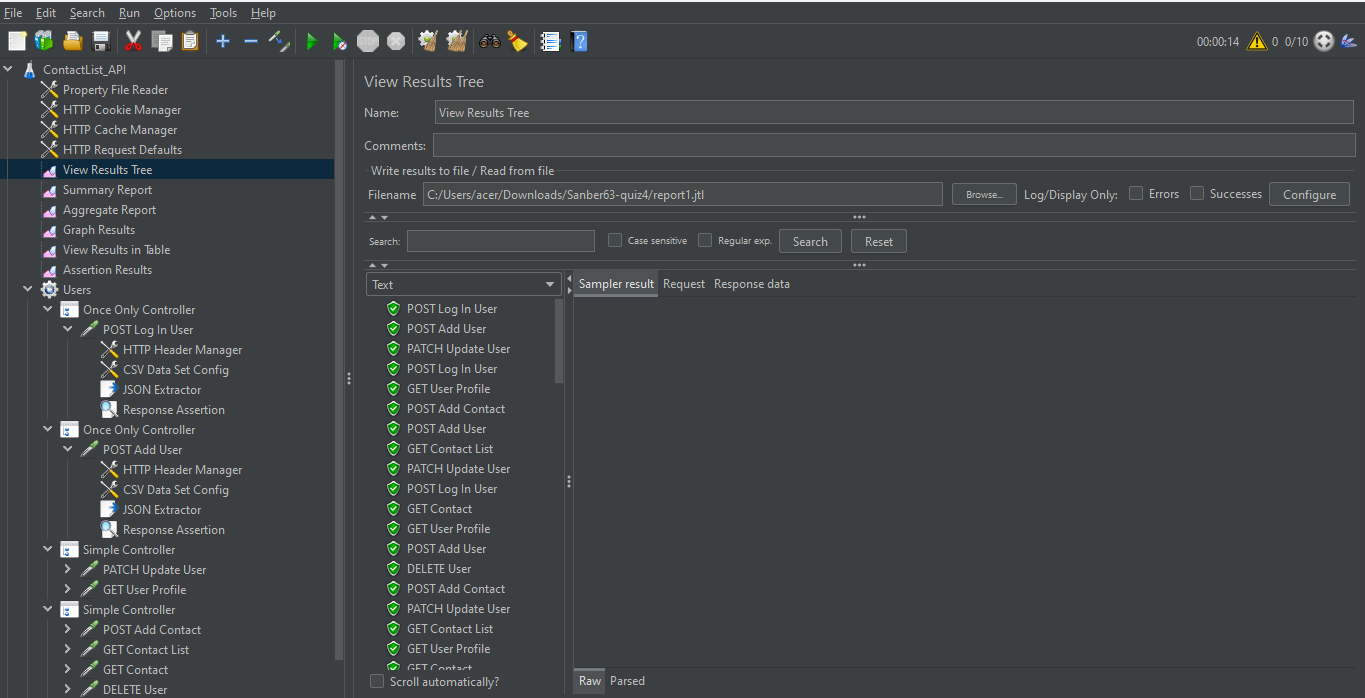 File Edit Search Run Options Tools Help
00:00:14 0 0/10
ContactList_API
Property File Reader
HTTP Cookie Manager
HTTP Cache Manager
HTTP Request Defaults
View Results Tree
Summary Report
Aggregate Report
Graph Results
View Results in Table
Assertion Results
Users
Once Only Controller
POST Log In User
HTTP Header Manager
CSV Data Set Config
JSON Extractor
Response Assertion
Once Only Controller
POST Add User
HTTP Header Manager
CSV Data Set Config
JSON Extractor
Response Assertion
Simple Controller
PATCH Update User
GET User Profile
Simple Controller
POST Add Contact
GET Contact List
GET Contact
DELETE User
View Results Tree
Name: View Results Tree
Comments:
Write results to file / Read from file
Filename C:/Users/acer/Downloads/Sanber63-quiz4/report1.jtl Browse... Log/Display Only: Errors Successes Configure
Search: Case sensitive Regular exp. Search Reset
Text
POST Log In User
POST Add User
PATCH Update User
POST Log In User
GET User Profile
POST Add Contact
POST Add User
GET Contact List
PATCH Update User
POST Log In User
GET Contact
GET User Profile
POST Add User
DELETE User
POST Add Contact
PATCH Update User
GET Contact List
GET User Profile
GET Contact
Scroll automatically?
Sampler result Request Response data
Raw Parsed